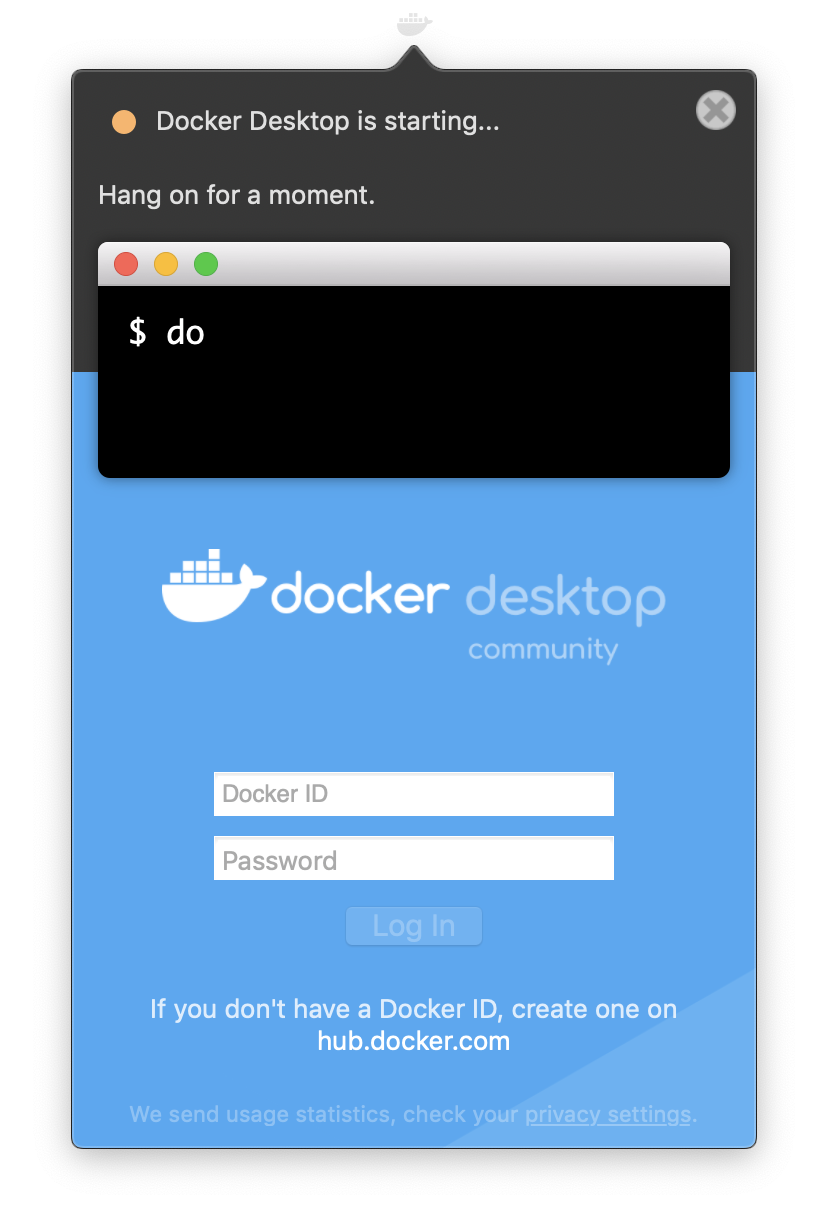 Docker Desktop is starting...
Hang on for a moment.
$ do
docker desktop
community
Docker ID
Password
Log In
If you don't have a Docker ID, create one on
hub.docker.com
We send usage statistics, check your privacy settings.